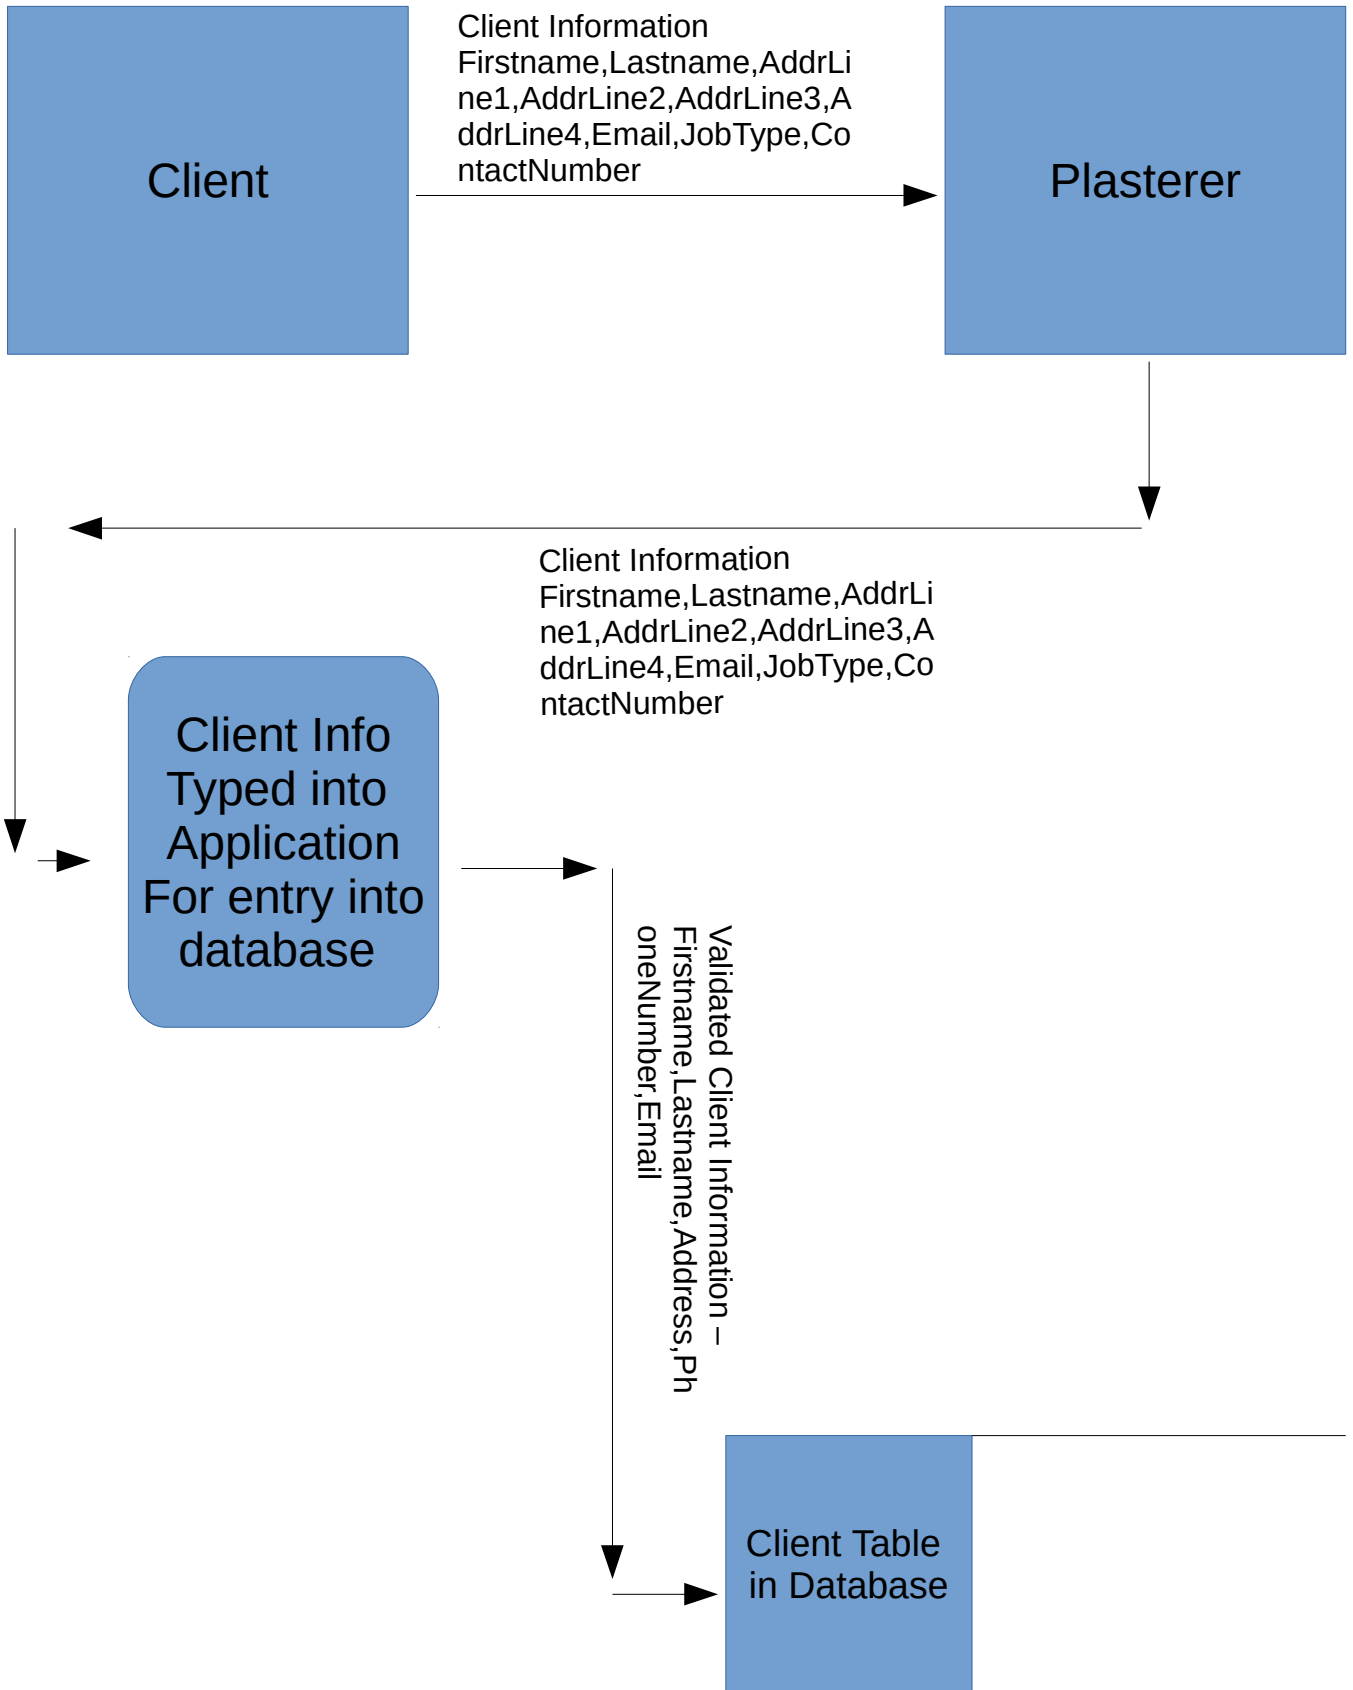 Client
Client Information
Firstname,Lastname,AddrLi
ne1,AddrLine2,AddrLine3,A
ddrLine4,Email,JobType,Co
ntactNumber
Plasterer
Client Information
Firstname,Lastname,AddrLi
ne1,AddrLine2,AddrLine3,A
ddrLine4,Email,JobType,Co
ntactNumber
Client Info
Typed into
Application
For entry into
database
Validated Client Information –
Firstname,Lastname,Address,Ph
oneNumber,Email
Client Table
in Database